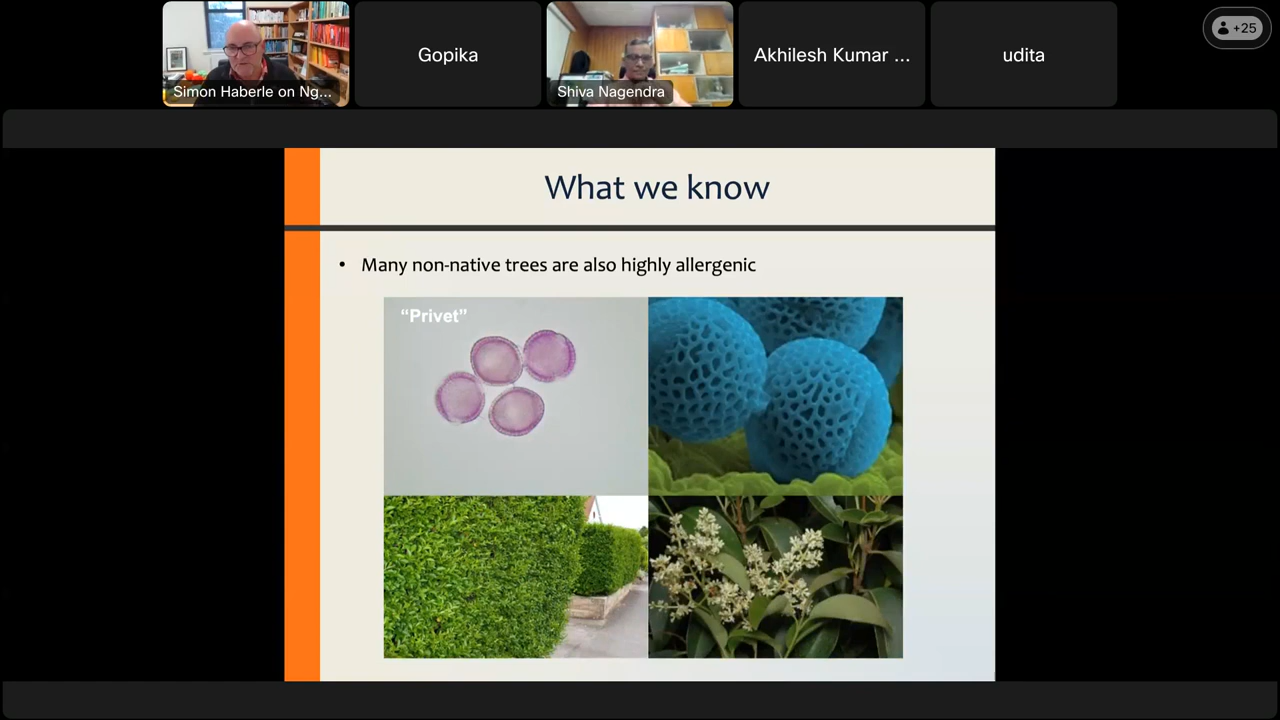 Simon Haberle on Ng...
Gopika
Shiva Nagendra
Akhilesh Kumar ...
udita
+25
What we know
• Many non-native trees are also highly allergenic
“Privet”